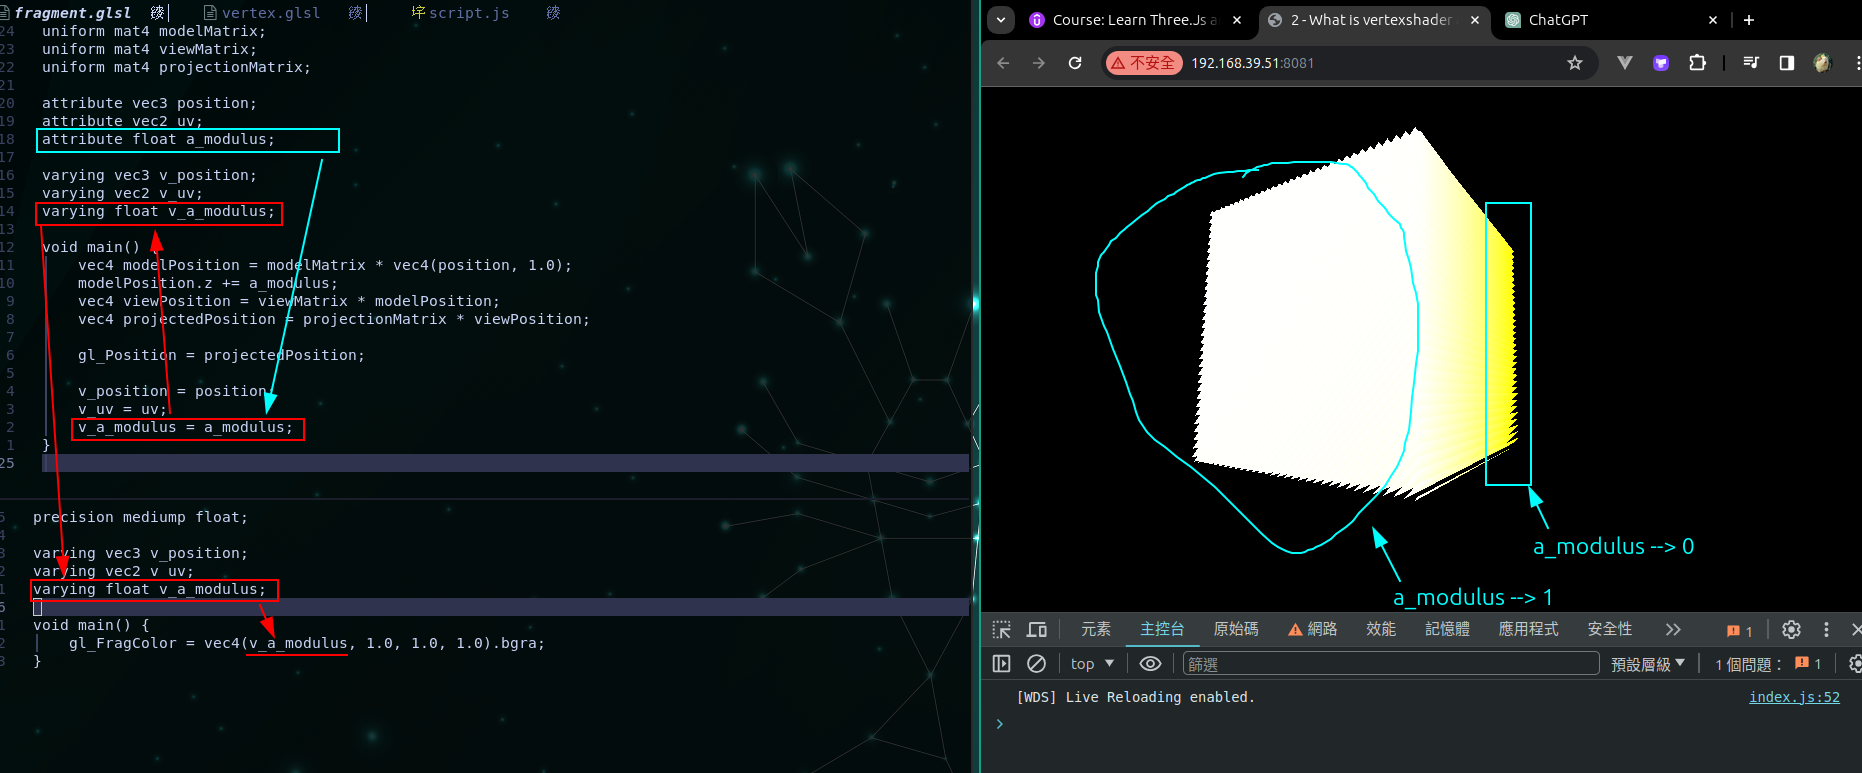 fragment.glsl
vertex.glsl
script.js
24 uniform mat4 modelMatrix;
23 uniform mat4 viewMatrix;
22 uniform mat4 projectionMatrix;
21
20 attribute vec3 position;
19 attribute vec2 uv;
18 attribute float a_modulus;
17
16 varying vec3 v_position;
15 varying vec2 v_uv;
14 varying float v_a_modulus;
13
12 void main() {
11 vec4 modelPosition = modelMatrix * vec4(position, 1.0);
10 modelPosition.z += a_modulus;
9 vec4 viewPosition = viewMatrix * modelPosition;
8 vec4 projectedPosition = projectionMatrix * viewPosition;
7
6 gl_Position = projectedPosition;
5
4 v_position = position;
3 v_uv = uv;
2 v_a_modulus = a_modulus;
1 }
25
5 precision mediump float;
4
3 varying vec3 v_position;
2 varying vec2 v_uv;
1 varying float v_a_modulus;
6
1 void main() {
2 gl_FragColor = vec4(v_a_modulus, 1.0, 1.0, 1.0).bgra;
3 }
Course: Learn Three.Js a
2 - What Is vertexshader
ChatGPT
不安全
192.168.39.51:8081
a_modulus --> 0
a_modulus --> 1
元素
主控台
原始碼
網路
效能
記憶體
應用程式
安全性
1
top
篩選
預設層級
1 個問題：
1
[WDS] Live Reloading enabled.
index.js:52